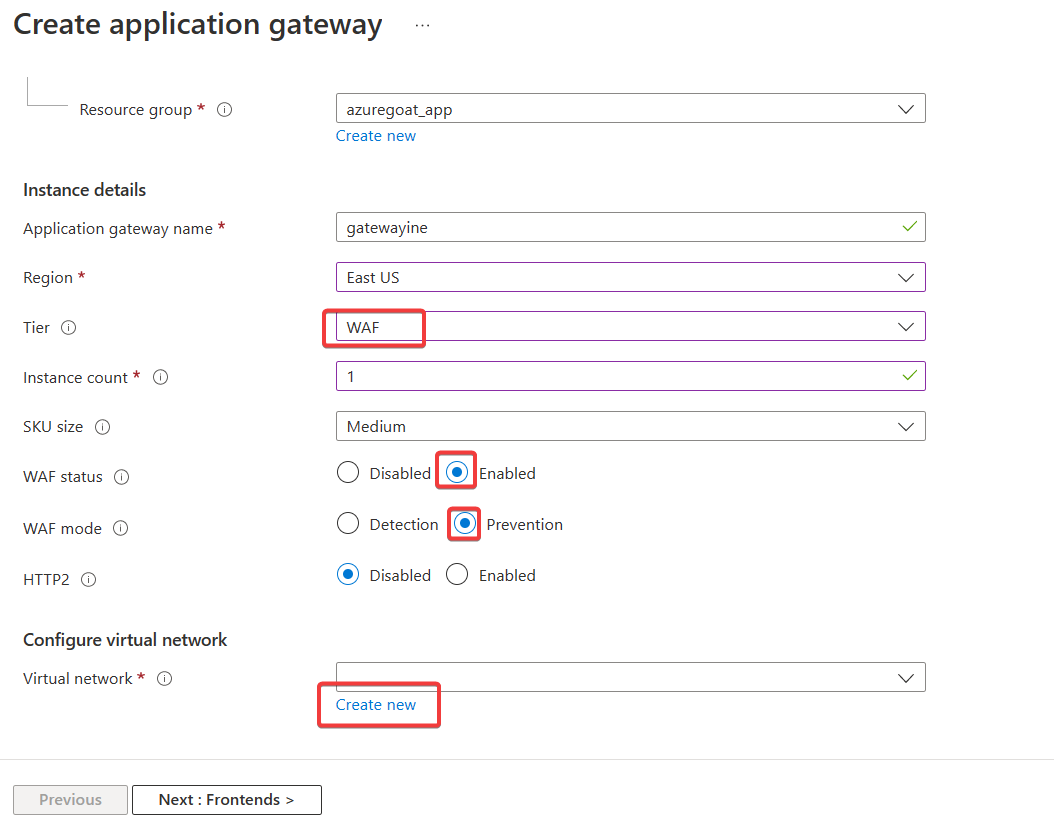 Create application gateway ...
Resource group * azuregoat_app
Create new
Instance details
Application gateway name * gatewayine
Region * East US
Tier WAF
Instance count * 1
SKU size Medium
WAF status Disabled Enabled
WAF mode Detection Prevention
HTTP2 Disabled Enabled
Configure virtual network
Virtual network *
Create new
Previous Next : Frontends >